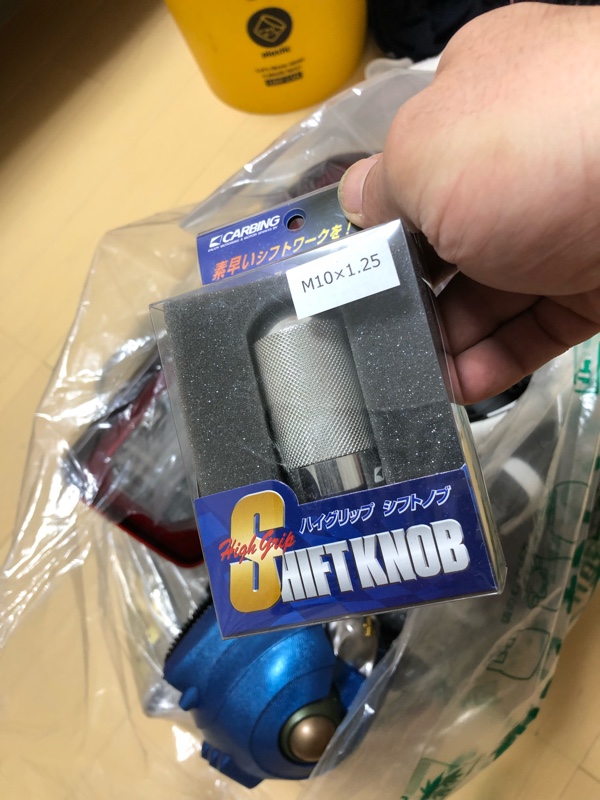 CARBING
素早いシフトワークを!
M10×1.25
ハイグリップ シフトノブ
High Grip
SHIFT KNOB